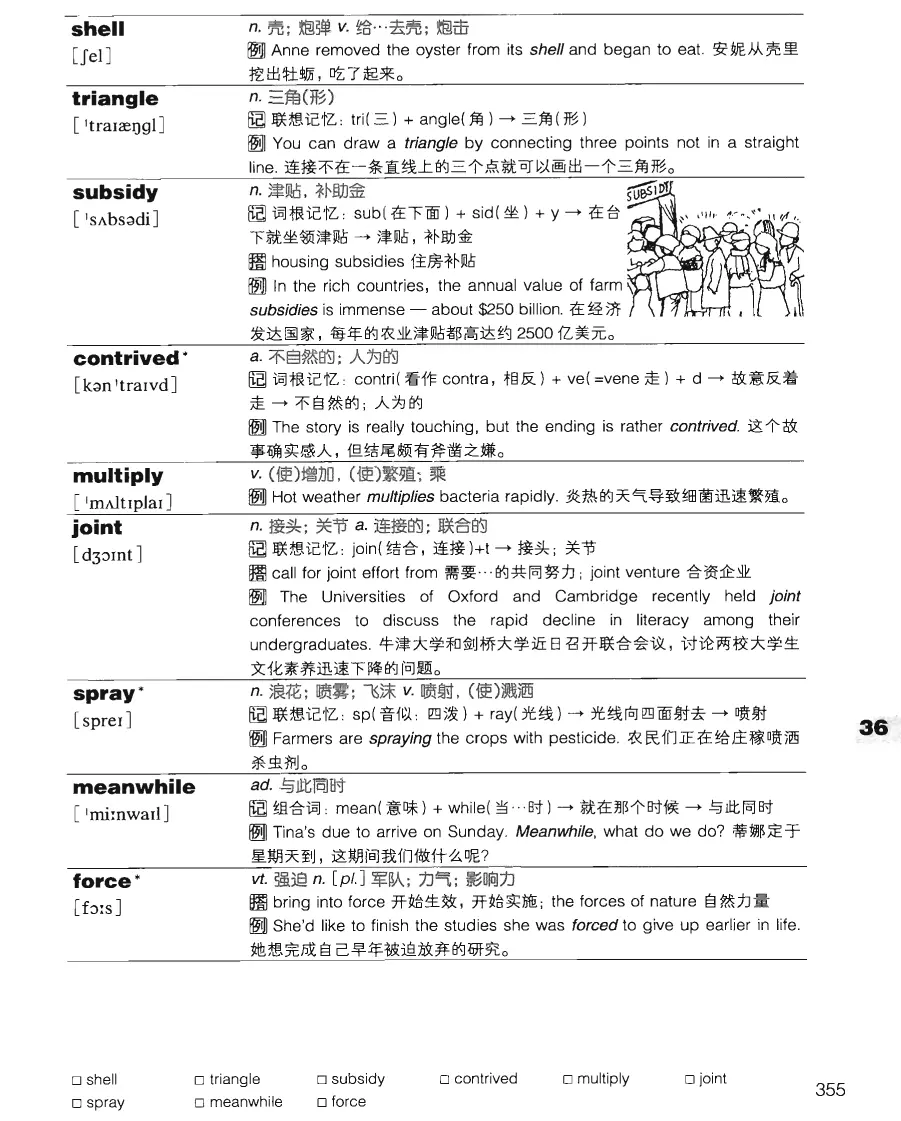 shell n. 壳；炮弹 v. 给…去壳；炮击
[ʃel] 例 Anne removed the oyster from its shell and began to eat. 安妮从壳里
挖出牡蛎，吃了起来。
triangle n. 三角(形)
[ˈtraɪæŋgl] 记 联想记忆：tri(三) + angle(角) → 三角(形)
例 You can draw a triangle by connecting three points not in a straight
line. 连接不在一条直线上的三个点就可以画出一个三角形。
subsidy n. 津贴，补助金
[ˈsʌbsədi] 记 词根记忆：sub(在下面) + sid(坐) + y → 在台
下就坐领津贴 → 津贴，补助金
搭 housing subsidies 住房补贴
例 In the rich countries, the annual value of farm
subsidies is immense — about $250 billion. 在经济
发达国家，每年的农业津贴都高达约 2500 亿美元。
SUBSIDY
contrived* a. 不自然的；人为的
[kənˈtraɪvd] 记 词根记忆：contri(看作 contra，相反) + ve(=vene 走) + d → 故意反着
走 → 不自然的；人为的
例 The story is really touching, but the ending is rather contrived. 这个故
事确实感人，但结尾颇有斧凿之嫌。
multiply v. (使)增加，(使)繁殖；乘
[ˈmʌltɪplaɪ] 例 Hot weather multiplies bacteria rapidly. 炎热的天气导致细菌迅速繁殖。
joint n. 接头；关节 a. 连接的；联合的
[dʒɔɪnt] 记 联想记忆：join(结合，连接)+t → 接头；关节
搭 call for joint effort from 需要…的共同努力；joint venture 合资企业
例 The Universities of Oxford and Cambridge recently held joint
conferences to discuss the rapid decline in literacy among their
undergraduates. 牛津大学和剑桥大学近日召开联合会议，讨论两校大学生
文化素养迅速下降的问题。
spray* n. 浪花；喷雾；飞沫 v. 喷射，(使)溅洒
[spreɪ] 记 联想记忆：sp(音似：四泼) + ray(光线) → 光线向四面射去 → 喷射
例 Farmers are spraying the crops with pesticide. 农民们正在给庄稼喷洒
杀虫剂。
36
meanwhile ad. 与此同时
[ˈmiːnwaɪl] 记 组合词：mean(意味) + while(当…时) → 就在那个时候 → 与此同时
例 Tina's due to arrive on Sunday. Meanwhile, what do we do? 蒂娜定于
星期天到，这期间我们做什么呢?
force* vt. 强迫 n. [pl.] 军队；力气；影响力
[fɔːs] 搭 bring into force 开始生效，开始实施；the forces of nature 自然力量
例 She'd like to finish the studies she was forced to give up earlier in life.
她想完成自己早年被迫放弃的研究。
□ shell □ triangle □ subsidy □ contrived □ multiply □ joint
□ spray □ meanwhile □ force
355